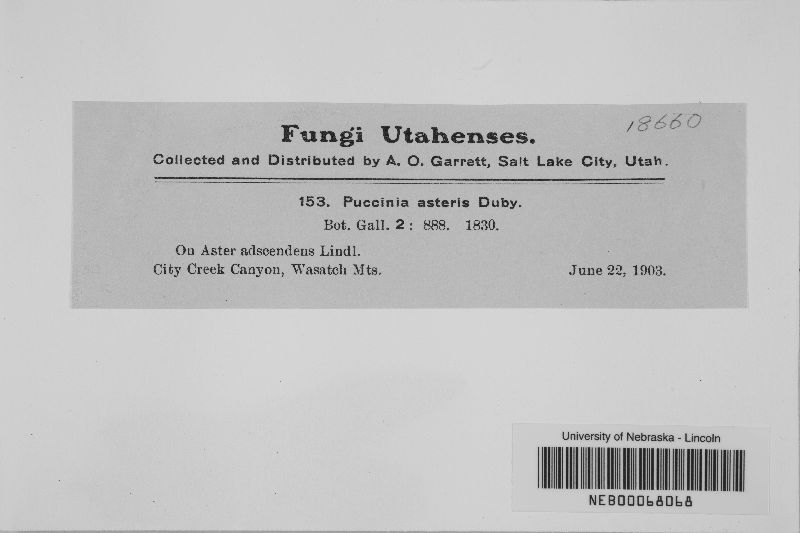 18660
Fungi Utahenses.
Collected and Distributed by A. O. Garrett, Salt Lake City, Utah.
153. Puccinia asteris Duby.
Bot. Gall. 2: 888. 1830.
On Aster adscendens Lindl.
City Creek Canyon, Wasatch Mts. June 22, 1903.
University of Nebraska - Lincoln
NEB00068068